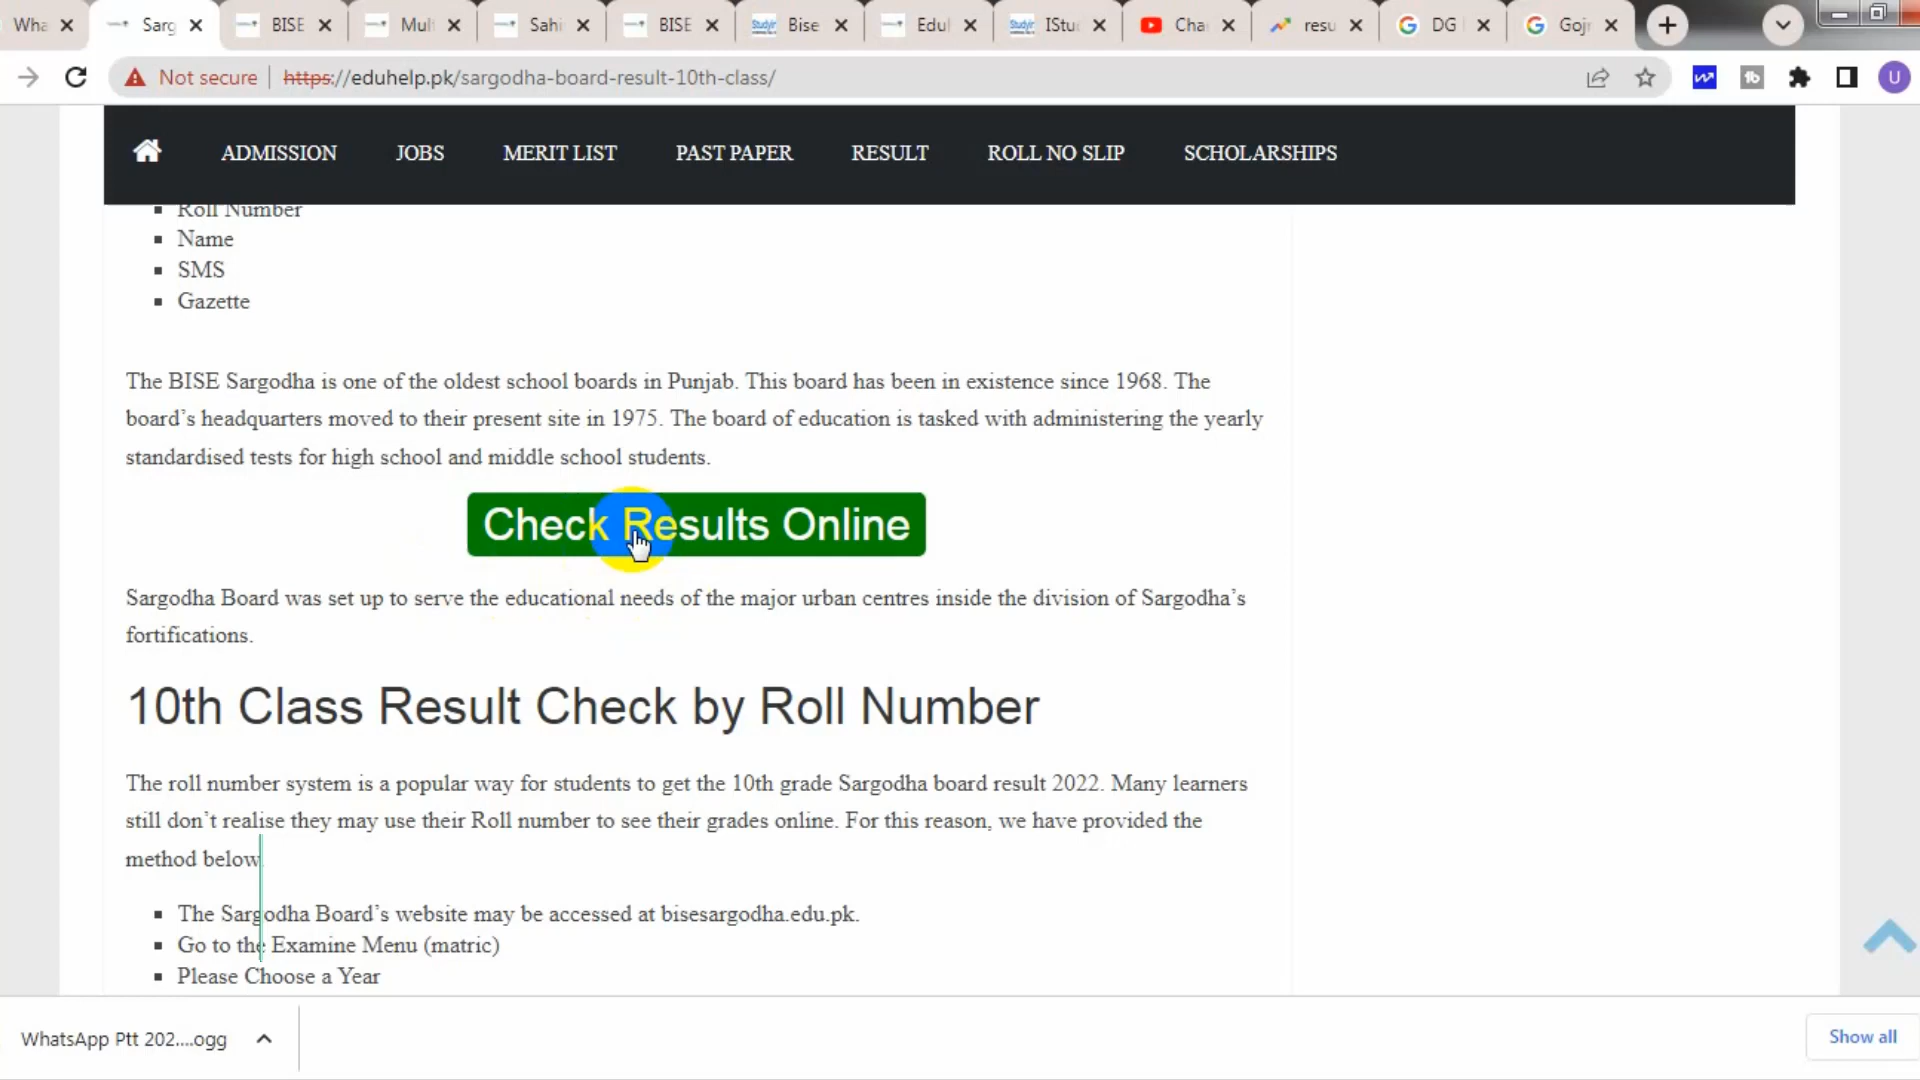 Wha
Sarg
BISE
Mul
Sahi
BISE
Bise
Edul
IStu
Cha
resu
DG
Gojr
Not secure
https://eduhelp.pk/sargodha-board-result-10th-class/
U
ADMISSION
JOBS
MERIT LIST
PAST PAPER
RESULT
ROLL NO SLIP
SCHOLARSHIPS
Roll Number
Name
SMS
Gazette
The BISE Sargodha is one of the oldest school boards in Punjab. This board has been in existence since 1968. The
board’s headquarters moved to their present site in 1975. The board of education is tasked with administering the yearly
standardised tests for high school and middle school students.
Check Results Online
Sargodha Board was set up to serve the educational needs of the major urban centres inside the division of Sargodha’s
fortifications.
10th Class Result Check by Roll Number
The roll number system is a popular way for students to get the 10th grade Sargodha board result 2022. Many learners
still don’t realise they may use their Roll number to see their grades online. For this reason, we have provided the
method below
The Sargodha Board’s website may be accessed at bisesargodha.edu.pk.
Go to the Examine Menu (matric)
Please Choose a Year
WhatsApp Ptt 202....ogg
Show all